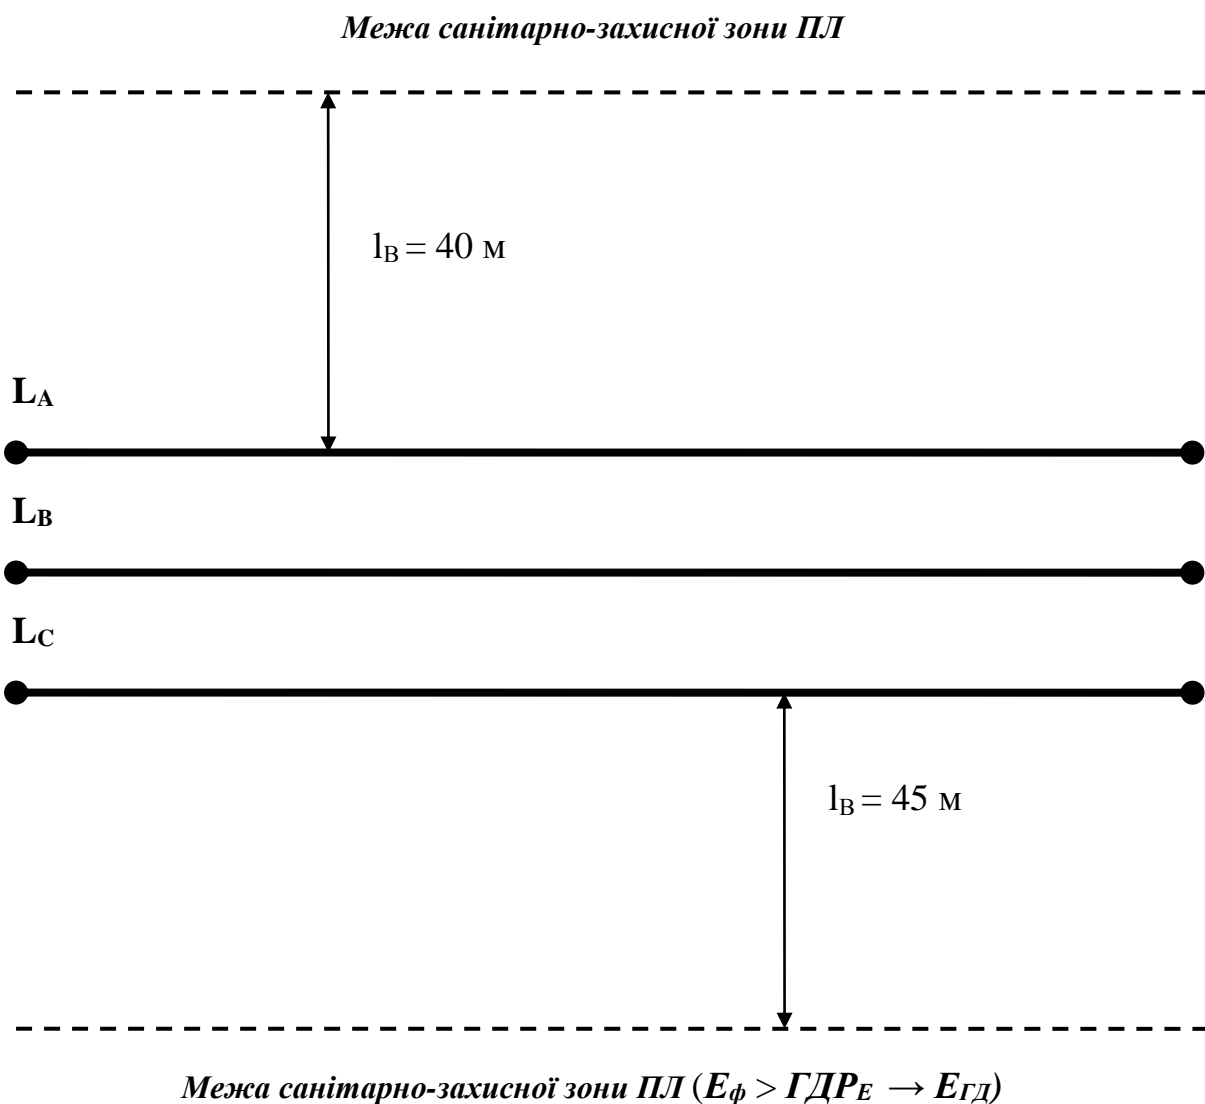 Межа санітарно-захисної зони ПЛ
l_B = 40 м
L_A
L_B
L_C
l_B = 45 м
Межа санітарно-захисної зони ПЛ (E_ф > ГДР_E → E_ГД)